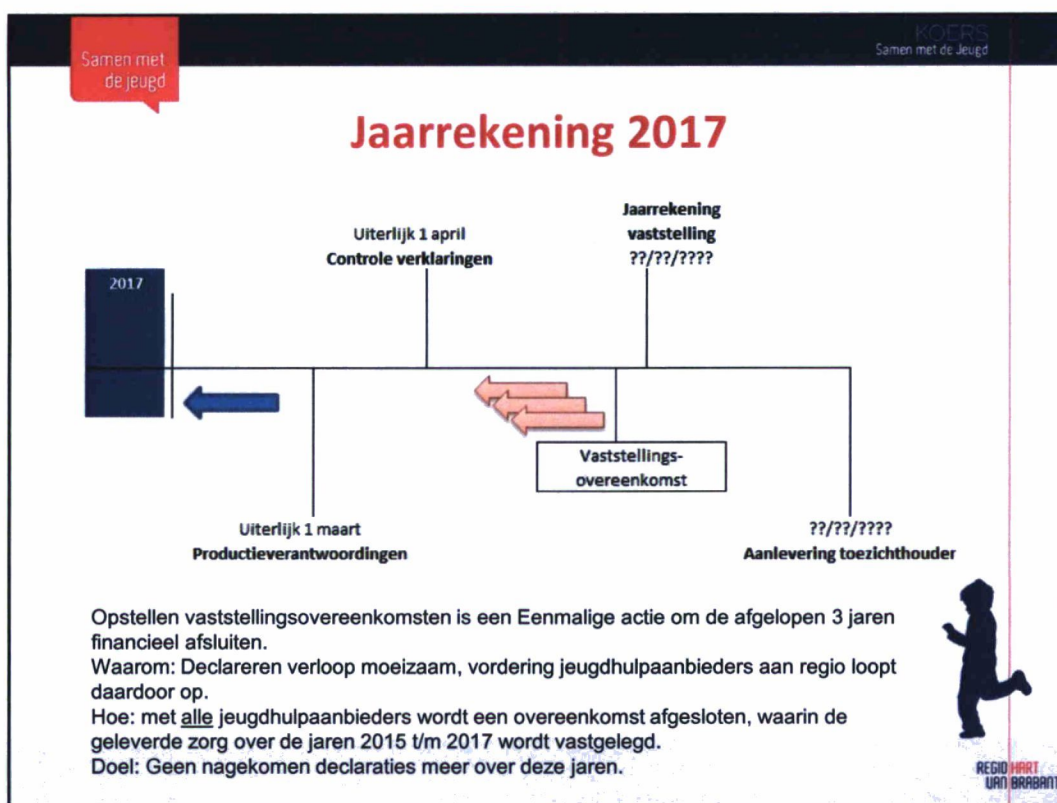 Samen met
de jeugd
KOERS
Samen met de Jeugd
Jaarrekening 2017
Uiterlijk 1 april
Controle verklaringen
Jaarrekening
vaststelling
??/??/????
2017
Vaststellings-
overeenkomst
Uiterlijk 1 maart
Productieverantwoordingen
??/??/????
Aanlevering toezichthouder
Opstellen vaststellingsovereenkomsten is een Eenmalige actie om de afgelopen 3 jaren
financieel afsluiten.
Waarom: Declareren verloop moeizaam, vordering jeugdhulpaanbieders aan regio loopt
daardoor op.
Hoe: met alle jeugdhulpaanbieders wordt een overeenkomst afgesloten, waarin de
geleverde zorg over de jaren 2015 t/m 2017 wordt vastgelegd.
Doel: Geen nagekomen declaraties meer over deze jaren.
REGIO HART
VAN BRABANT